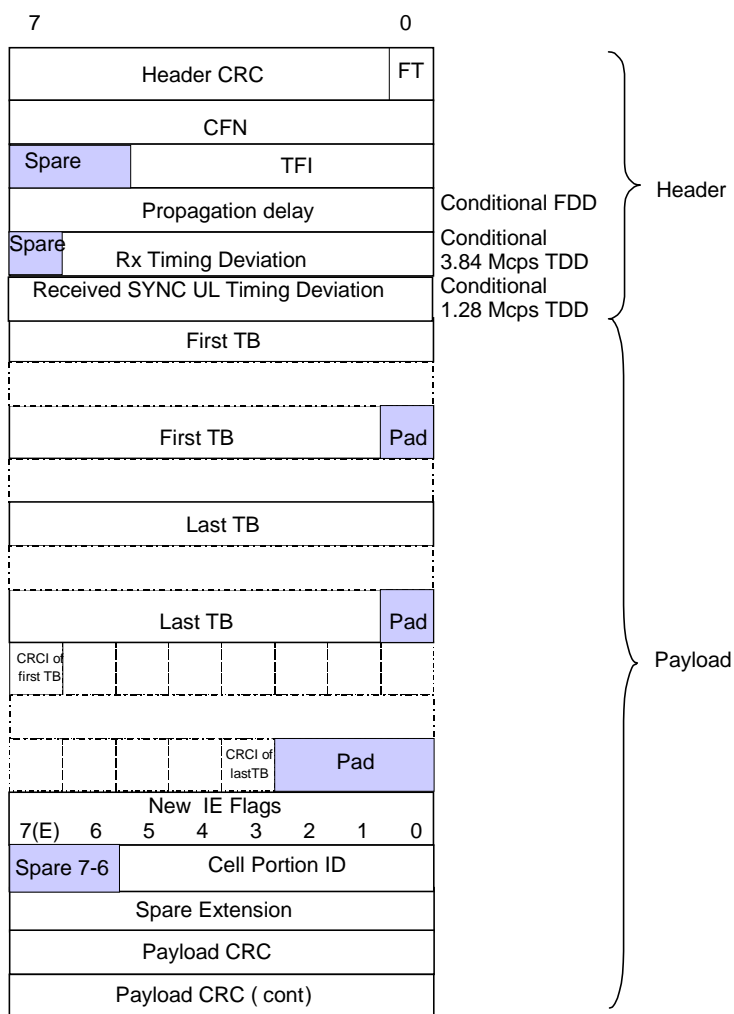 7 0
Header CRC FT
CFN
Spare TFI
Propagation delay Conditional FDD
Header
Spare Rx Timing Deviation Conditional
3.84 Mcps TDD
Received SYNC UL Timing Deviation Conditional
1.28 Mcps TDD
First TB
First TB Pad
Last TB
Last TB Pad
CRCI of
first TB
Payload
CRCI of
lastTB
Pad
New IE Flags
7(E) 6 5 4 3 2 1 0
Spare 7-6 Cell Portion ID
Spare Extension
Payload CRC
Payload CRC ( cont)